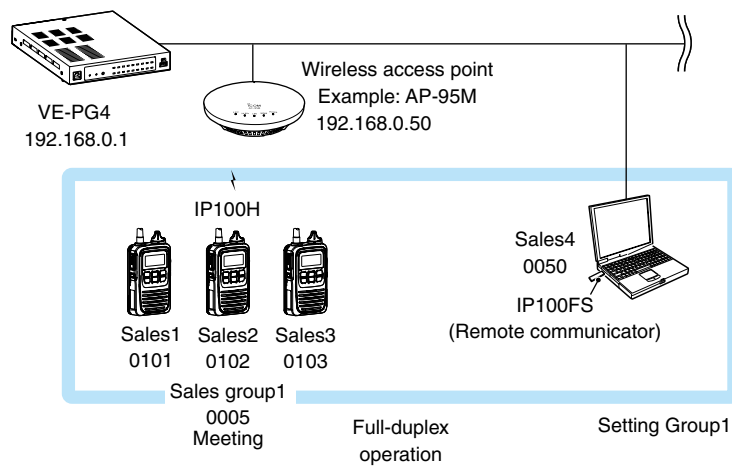 VE-PG4
192.168.0.1
Wireless access point
Example: AP-95M
192.168.0.50
IP100H
Sales1
0101
Sales2
0102
Sales3
0103
Sales group1
0005
Meeting
Sales4
0050
IP100FS
(Remote communicator)
Full-duplex
operation
Setting Group1